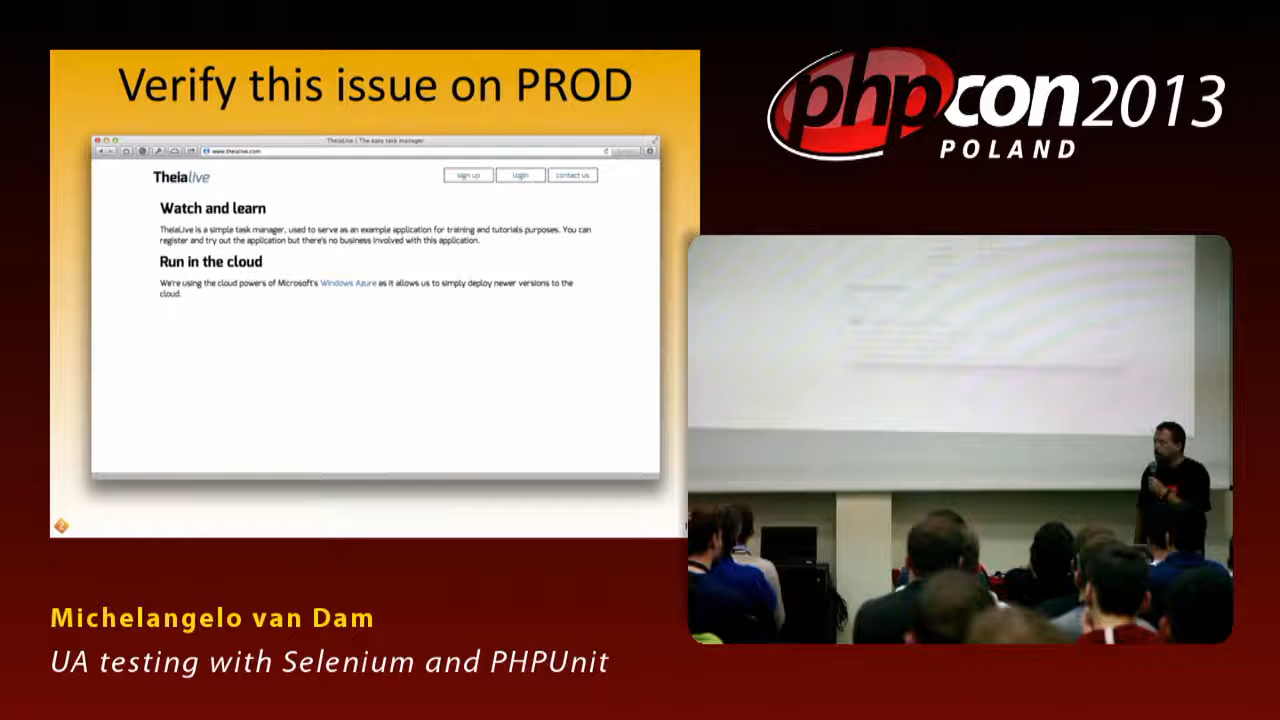 Verify this issue on PROD
TheiaLive | The easy task manager
www.theialive.com
Theialive
sign up
login
contact us
Watch and learn
TheiaLive is a simple task manager, used to serve as an example application for training and tutorials purposes. You can
register and try out the application but there's no business involved with this application.
Run in the cloud
We're using the cloud powers of Microsoft's Windows Azure as it allows us to simply deploy newer versions to the
cloud.
phpcon2013
POLAND
Michelangelo van Dam
UA testing with Selenium and PHPUnit